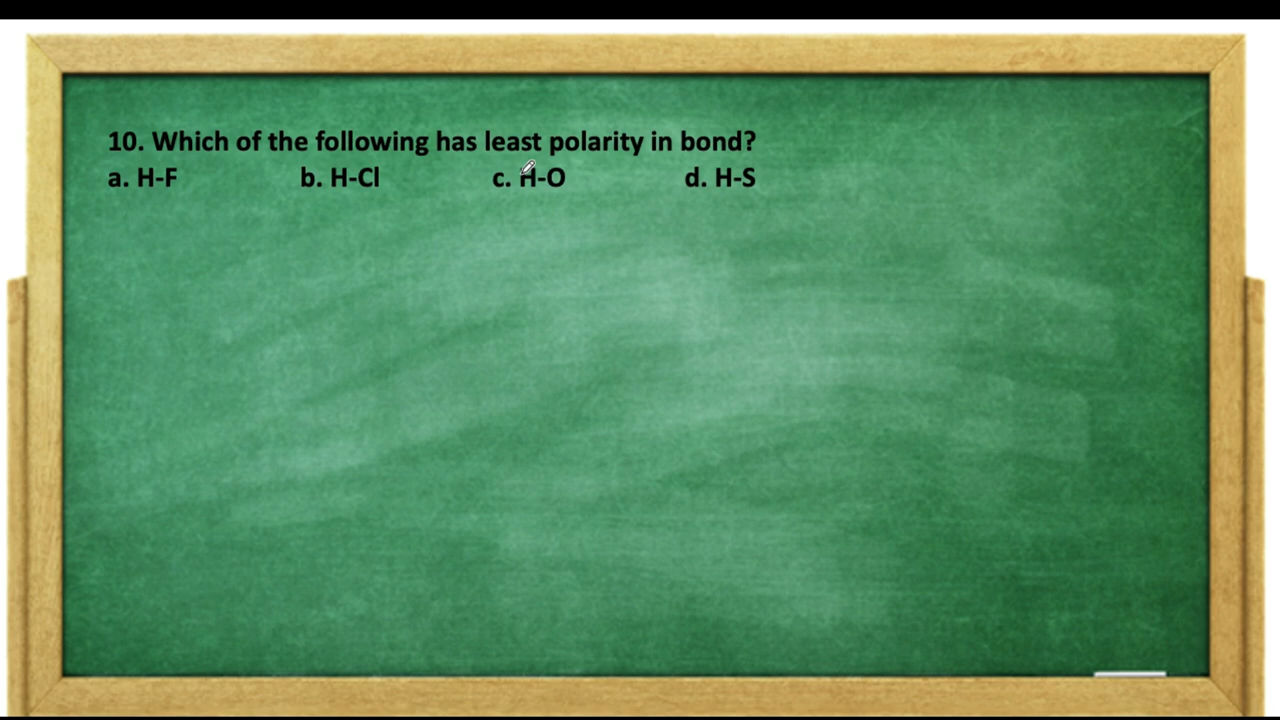 10. Which of the following has least polarity in bond?
a. H-F b. H-Cl c. H-O d. H-S